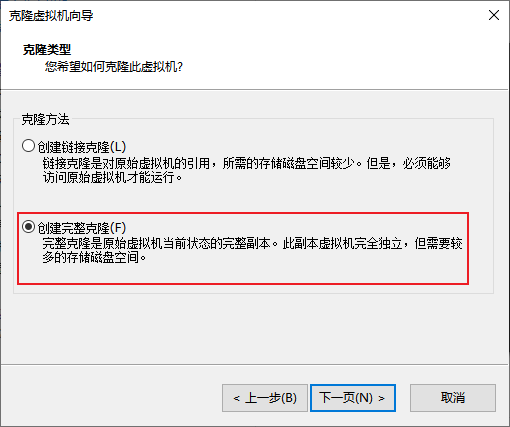 克隆虚拟机向导
克隆类型
您希望如何克隆此虚拟机?
克隆方法
创建链接克隆(L)
链接克隆是对原始虚拟机的引用，所需的存储磁盘空间较少。但是，必须能够
访问原始虚拟机才能运行。
创建完整克隆(F)
完整克隆是原始虚拟机当前状态的完整副本。此副本虚拟机完全独立，但需要较
多的存储磁盘空间。
< 上一步(B) 下一页(N) > 取消